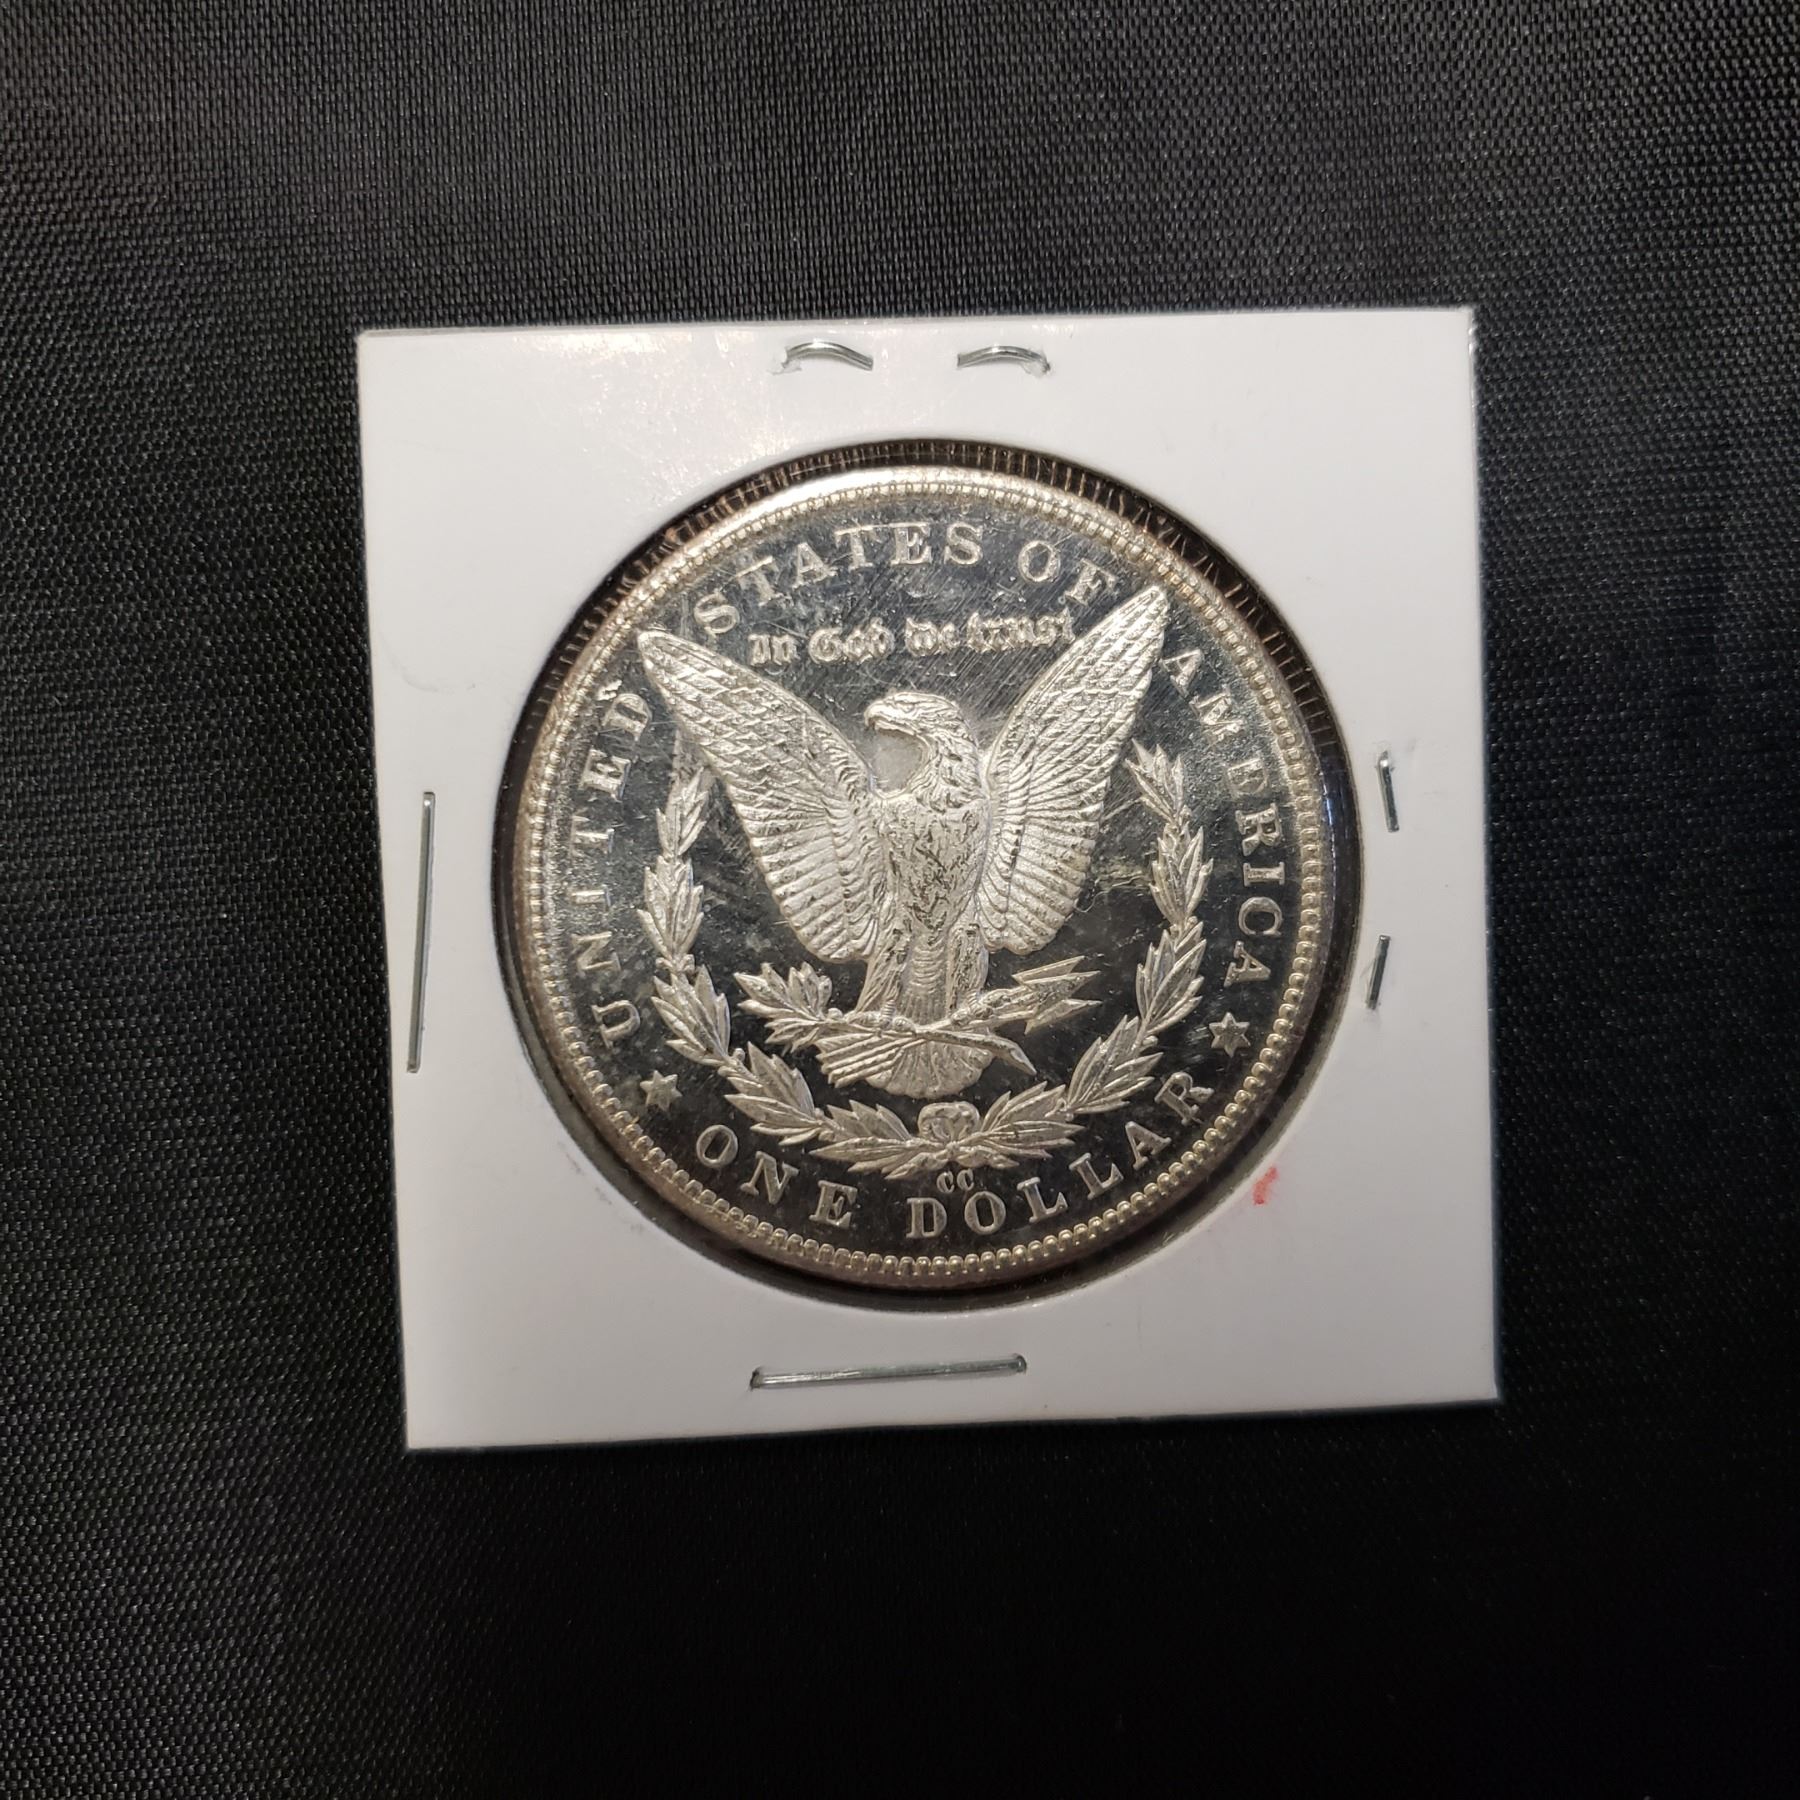 UNITED STATES OF AMERICA
In God we trust
CC
ONE DOLLAR